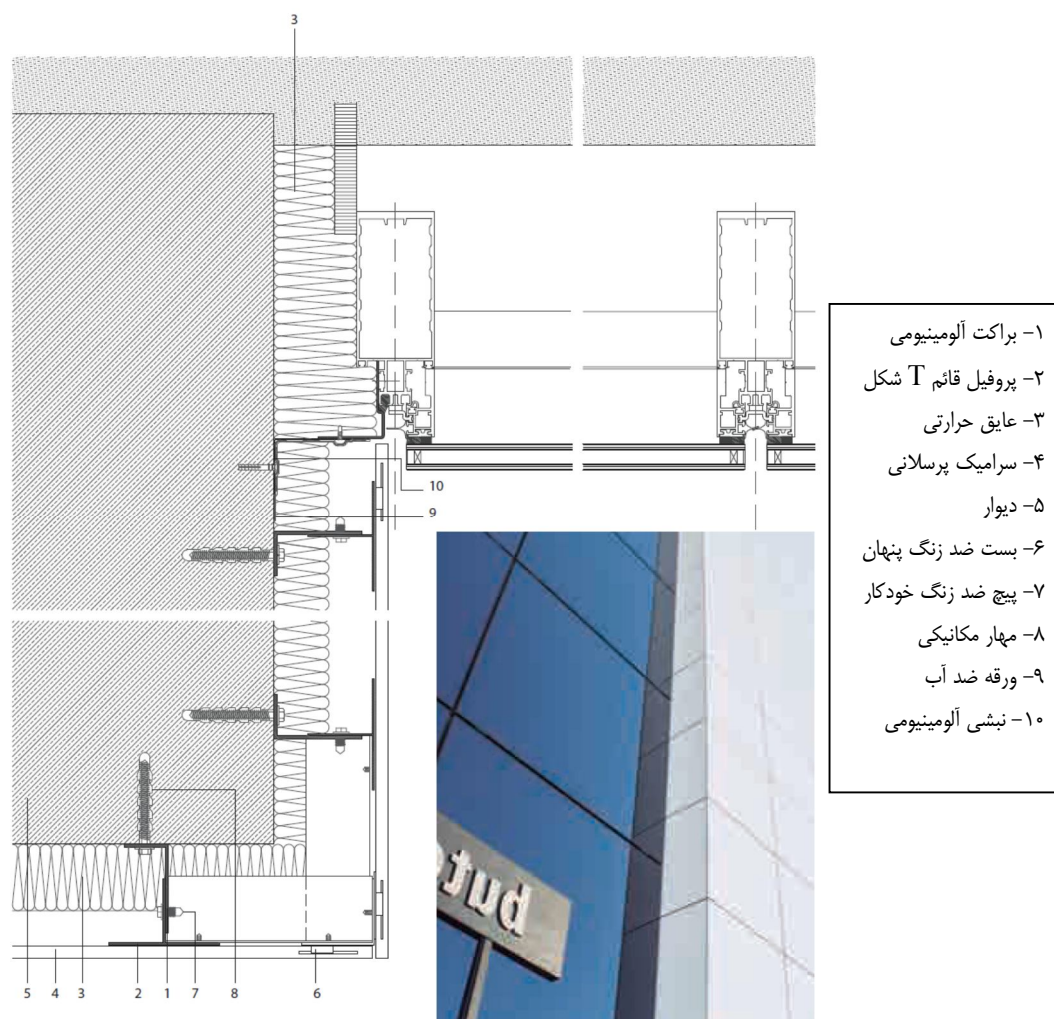 3
10
9
5 4 3 2 1 7 8 6
3
۱- براکت آلومینیومی
۲- پروفیل قائم T شکل
۳- عایق حرارتی
۴- سرامیک پرسلانی
۵- دیوار
۶- بست ضد زنگ پنهان
۷- پیچ ضد زنگ خودکار
۸- مهار مکانیکی
۹- ورقه ضد آب
۱۰- نبشی آلومینیومی